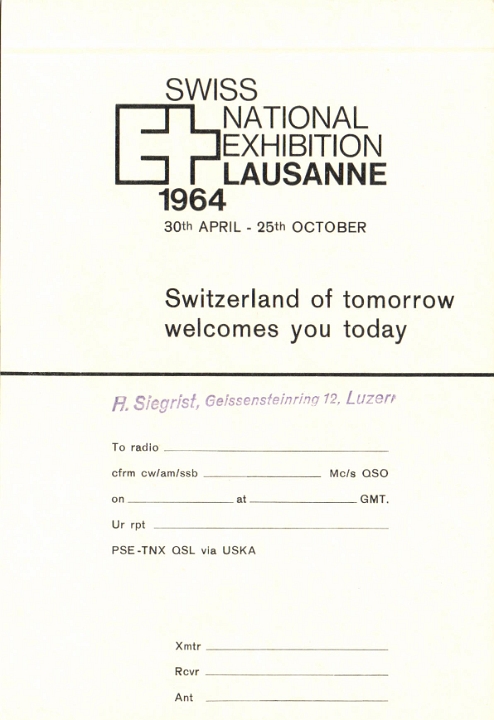 SWISS
NATIONAL
EXHIBITION
LAUSANNE
1964
30th APRIL - 25th OCTOBER
Switzerland of tomorrow
welcomes you today
H. Siegrist, Geissensteinring 12, Luzern
To radio
cfrm cw/am/ssb Mc/s QSO
on at GMT.
Ur rpt
PSE-TNX QSL via USKA
Xmtr
Rcvr
Ant